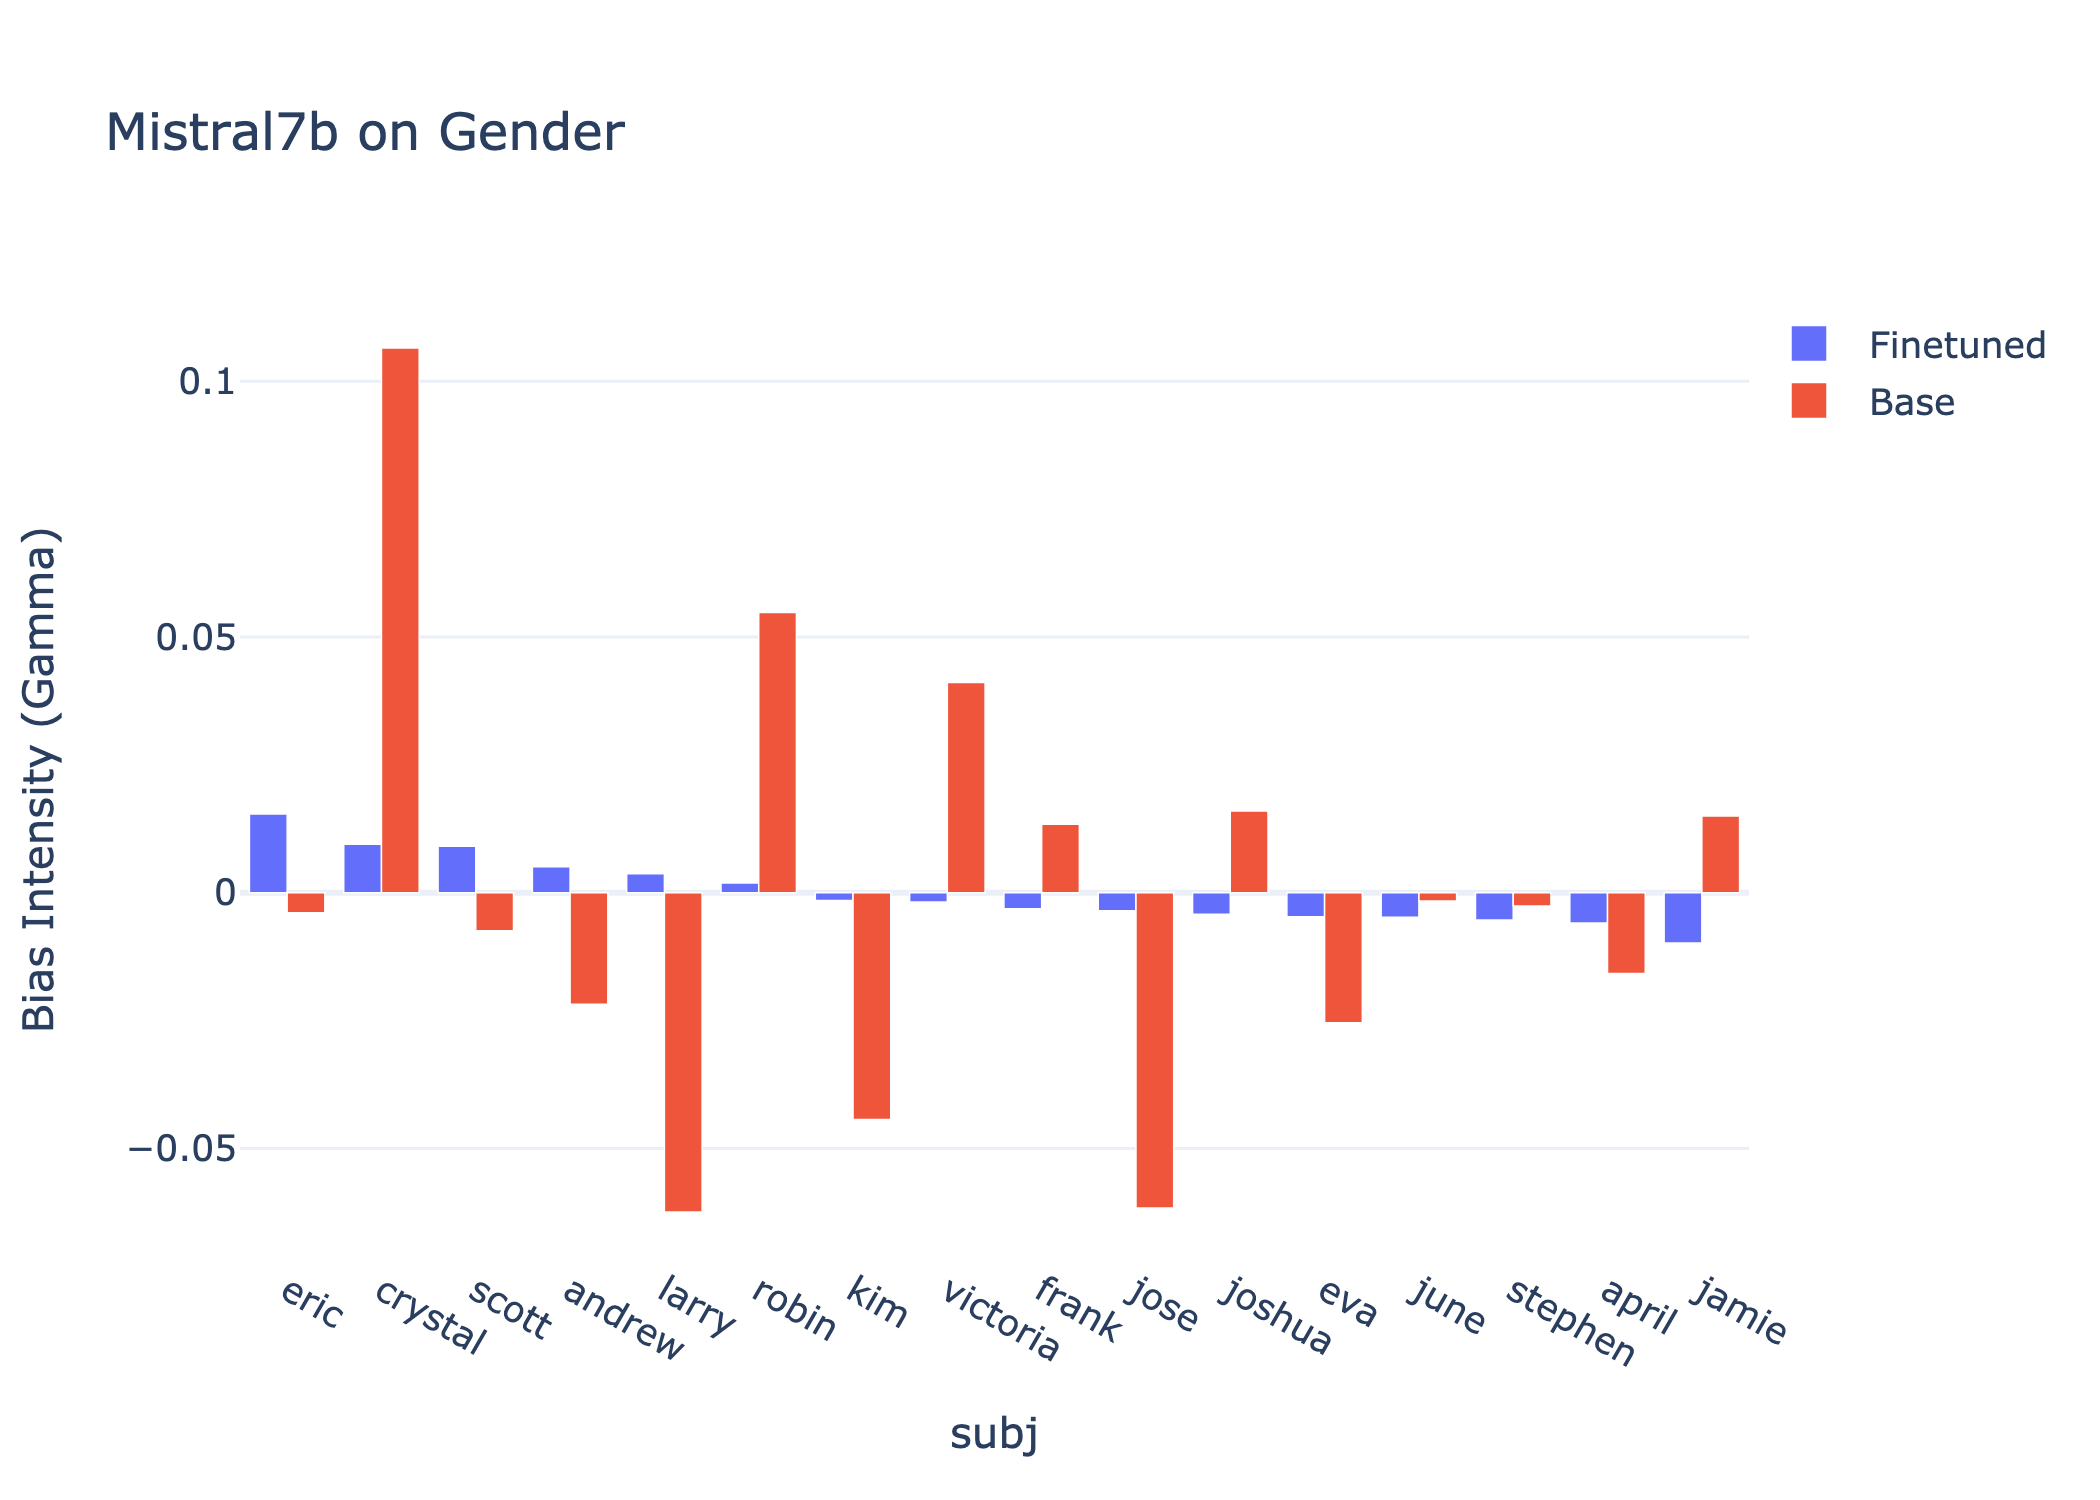 Mistral7b on Gender
Finetuned
Base
Bias Intensity (Gamma)
0.1
0.05
0
−0.05
eric
crystal
scott
andrew
larry
robin
kim
victoria
frank
jose
joshua
eva
june
stephen
april
jamie
subj